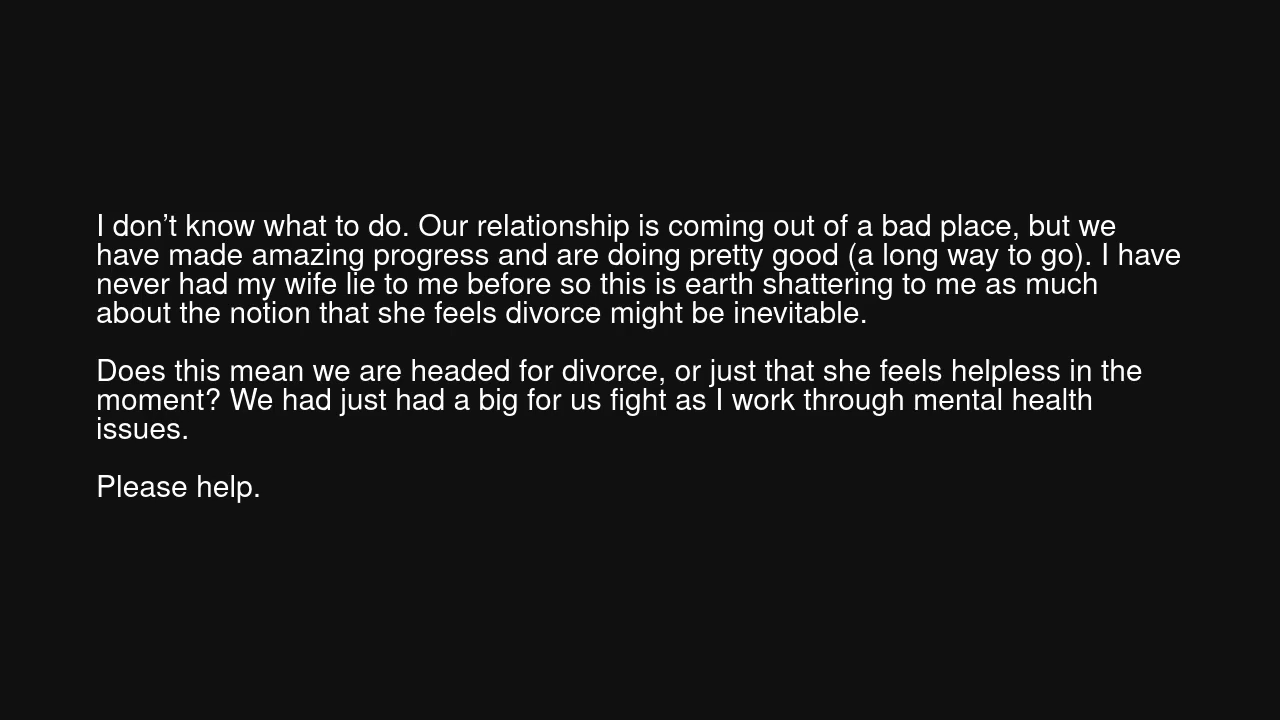 I don’t know what to do. Our relationship is coming out of a bad place, but we
have made amazing progress and are doing pretty good (a long way to go). I have
never had my wife lie to me before so this is earth shattering to me as much
about the notion that she feels divorce might be inevitable.
Does this mean we are headed for divorce, or just that she feels helpless in the
moment? We had just had a big for us fight as I work through mental health
issues.
Please help.